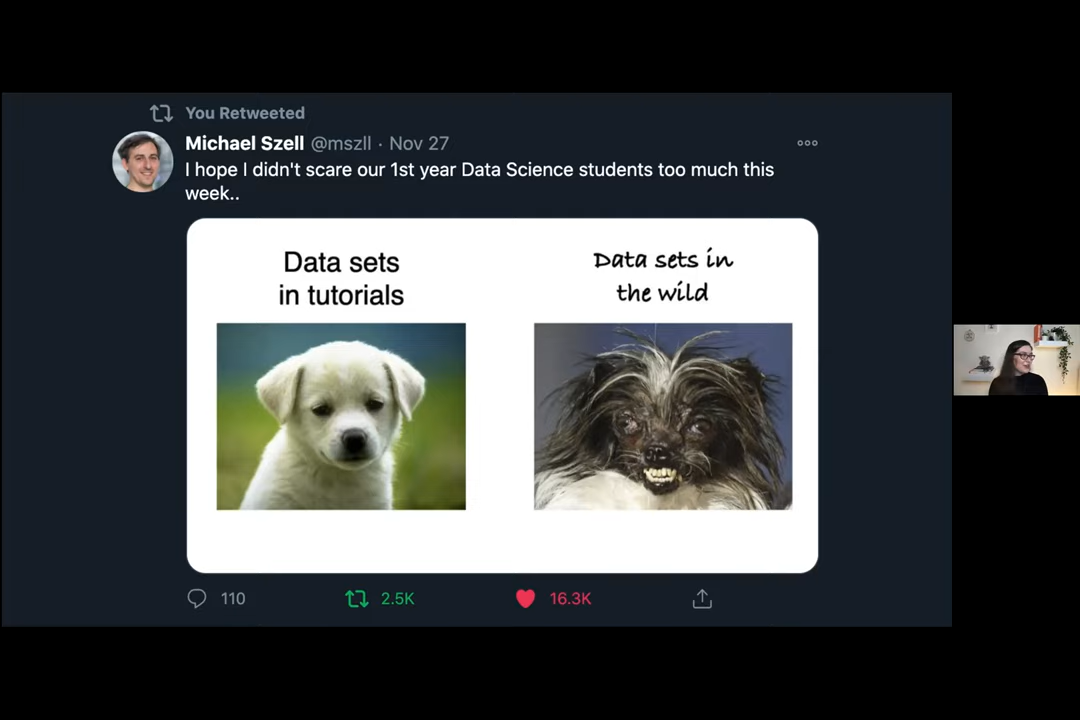 You Retweeted
Michael Szell @mszll · Nov 27
I hope I didn't scare our 1st year Data Science students too much this
week..
Data sets
in tutorials
Data sets in
the wild
110
2.5K
16.3K